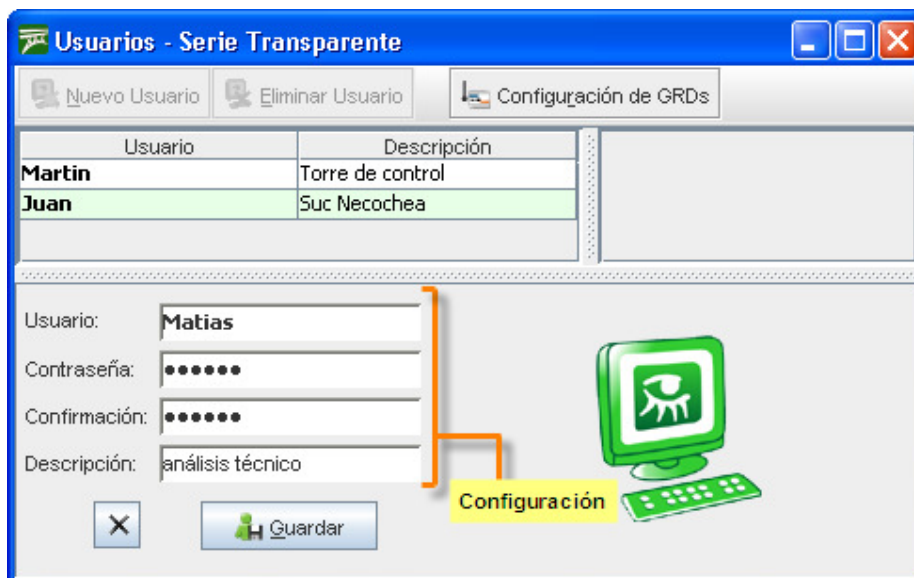 Usuarios - Serie Transparente
Nuevo Usuario Eliminar Usuario Configuración de GRDs
Usuario Descripción
Martin Torre de control
Juan Suc Necochea
Usuario: Matias
Contraseña: ●●●●●●
Confirmación: ●●●●●●
Descripción: análisis técnico
Configuración
Guardar